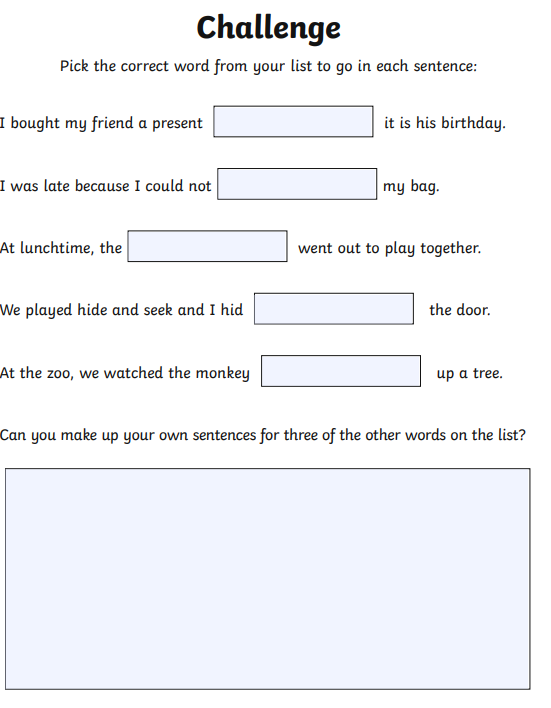 Challenge
Pick the correct word from your list to go in each sentence:
I bought my friend a present it is his birthday.
I was late because I could not my bag.
At lunchtime, the went out to play together.
We played hide and seek and I hid the door.
At the zoo, we watched the monkey up a tree.
Can you make up your own sentences for three of the other words on the list?